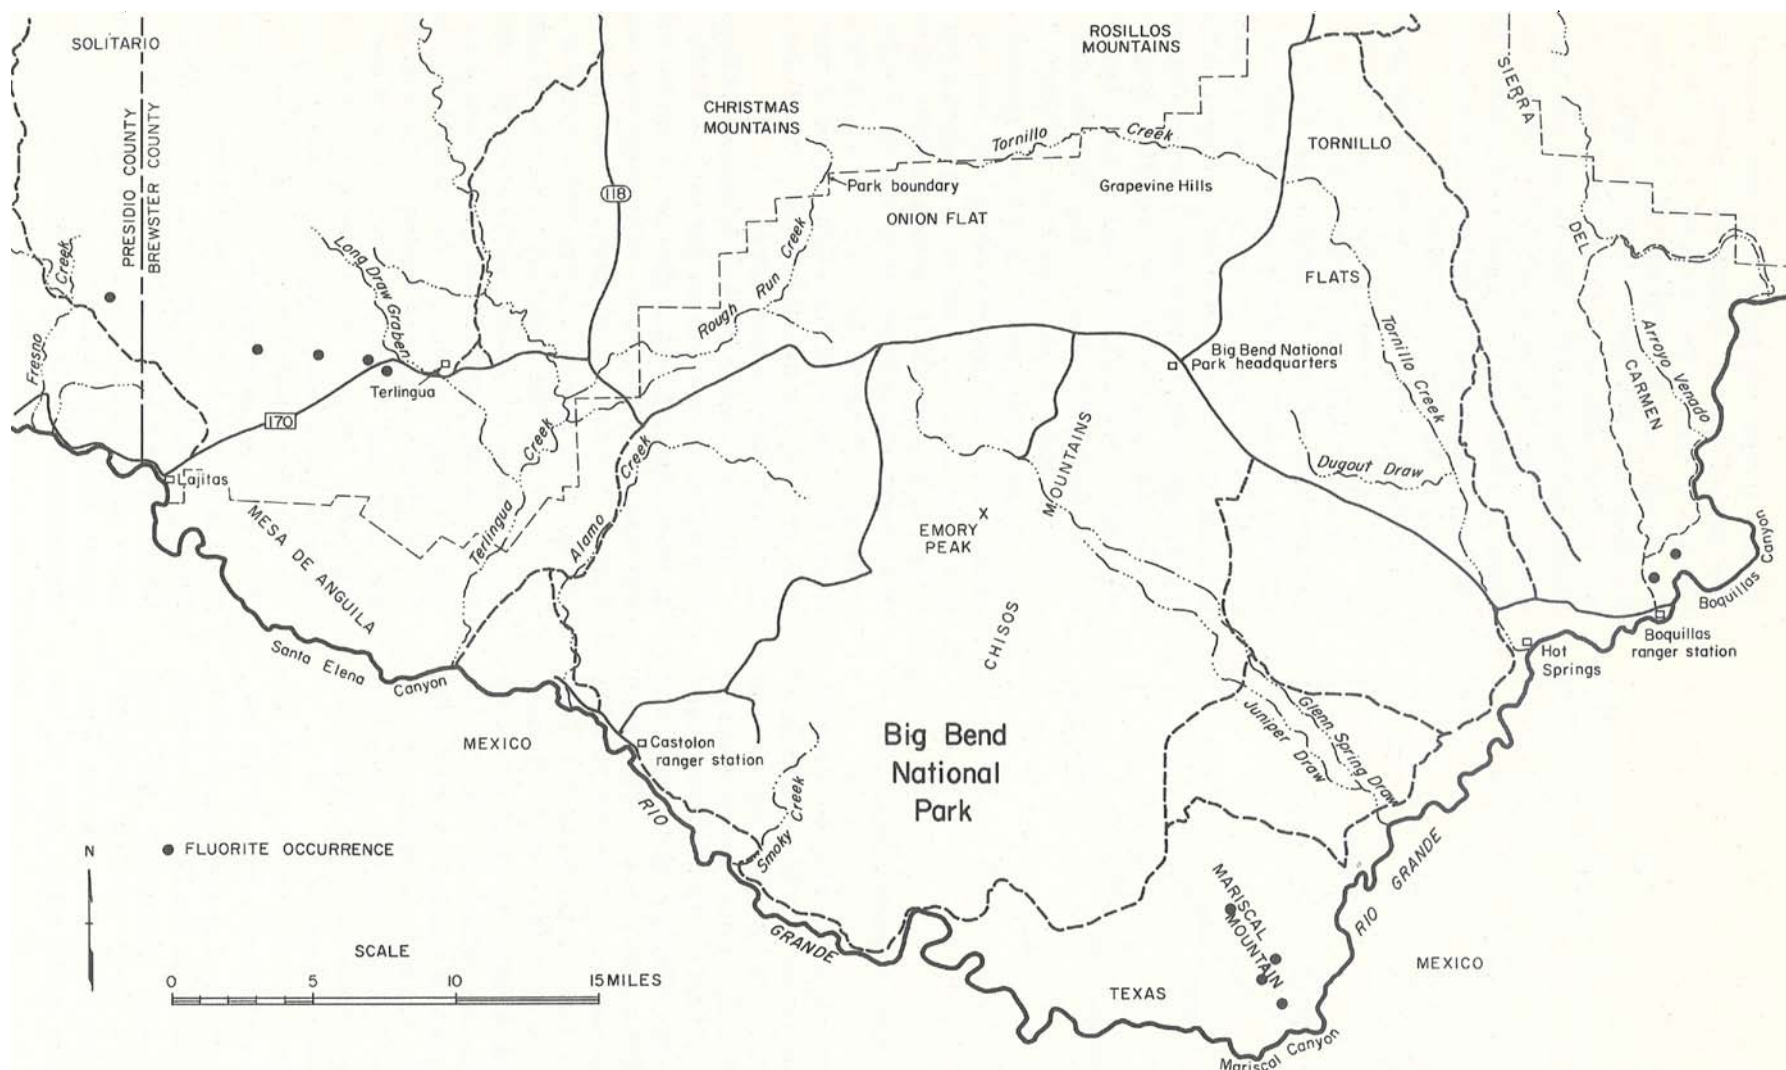 SOLITARIO
ROSILLOS
MOUNTAINS
SIERRA
CHRISTMAS
MOUNTAINS
Tornillo
Creek
TORNILLO
PRESIDIO COUNTY
BREWSTER COUNTY
118
Park boundary
Grapevine Hills
ONION FLAT
DEL
Creek
Long Draw Graben
Rough
Run
Creek
FLATS
Fresno
Tornillo Creek
Arroyo Venado
CARMEN
Terlingua
Big Bend National
Park headquarters
170
Creek
Creek
MOUNTAINS
Dugout Draw
Lajitas
MESA DE ANGUILA
Terlingua
Alamo
EMORY
PEAK
X
Canyon
Boquillas
CHISOS
Santa Elena
Canyon
Hot
Springs
Boquillas
ranger station
Glenn Spring Draw
Juniper Draw
MEXICO
Castolon
ranger station
Big Bend
National
Park
RIO
Smoky Creek
N
FLUORITE OCCURRENCE
GRANDE
RIO
MARISCAL
MOUNTAIN
GRANDE
SCALE
0 5 10 15 MILES
MEXICO
TEXAS
Mariscal Canyon